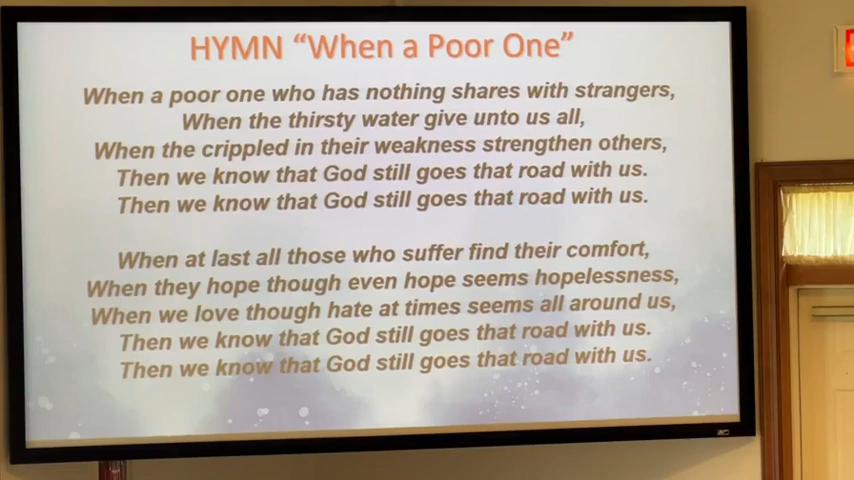 HYMN “When a Poor One”
When a poor one who has nothing shares with strangers,
When the thirsty water give unto us all,
When the crippled in their weakness strengthen others,
Then we know that God still goes that road with us.
Then we know that God still goes that road with us.
When at last all those who suffer find their comfort,
When they hope though even hope seems hopelessness,
When we love though hate at times seems all around us,
Then we know that God still goes that road with us.
Then we know that God still goes that road with us.